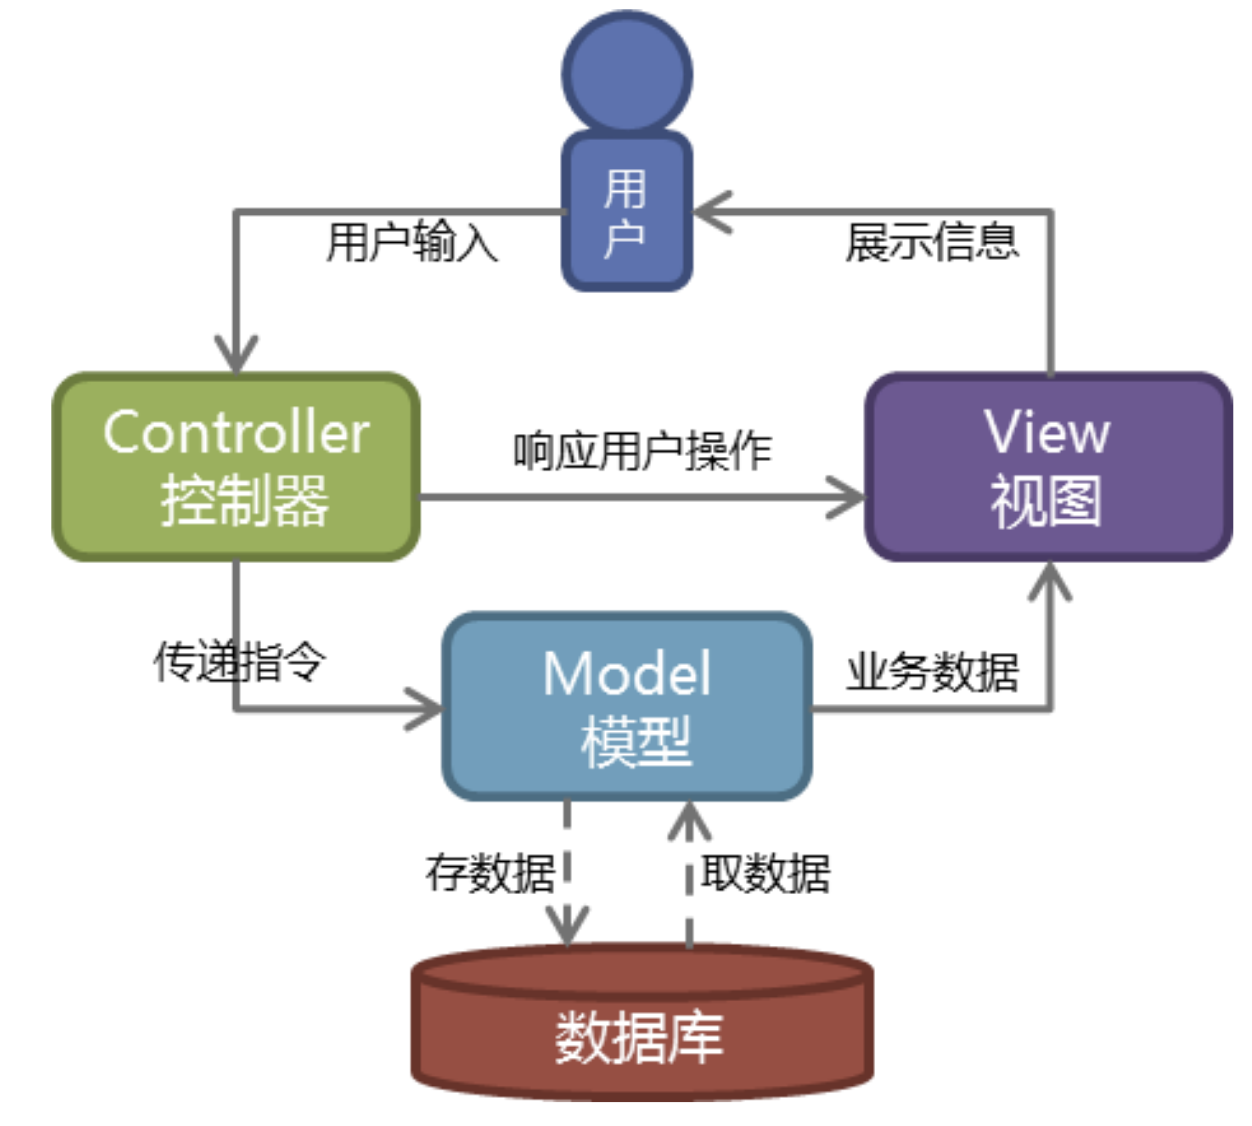 用
户
用户输入
展示信息
Controller
控制器
响应用户操作
View
视图
传递指令
Model
模型
业务数据
存数据
取数据
数据库